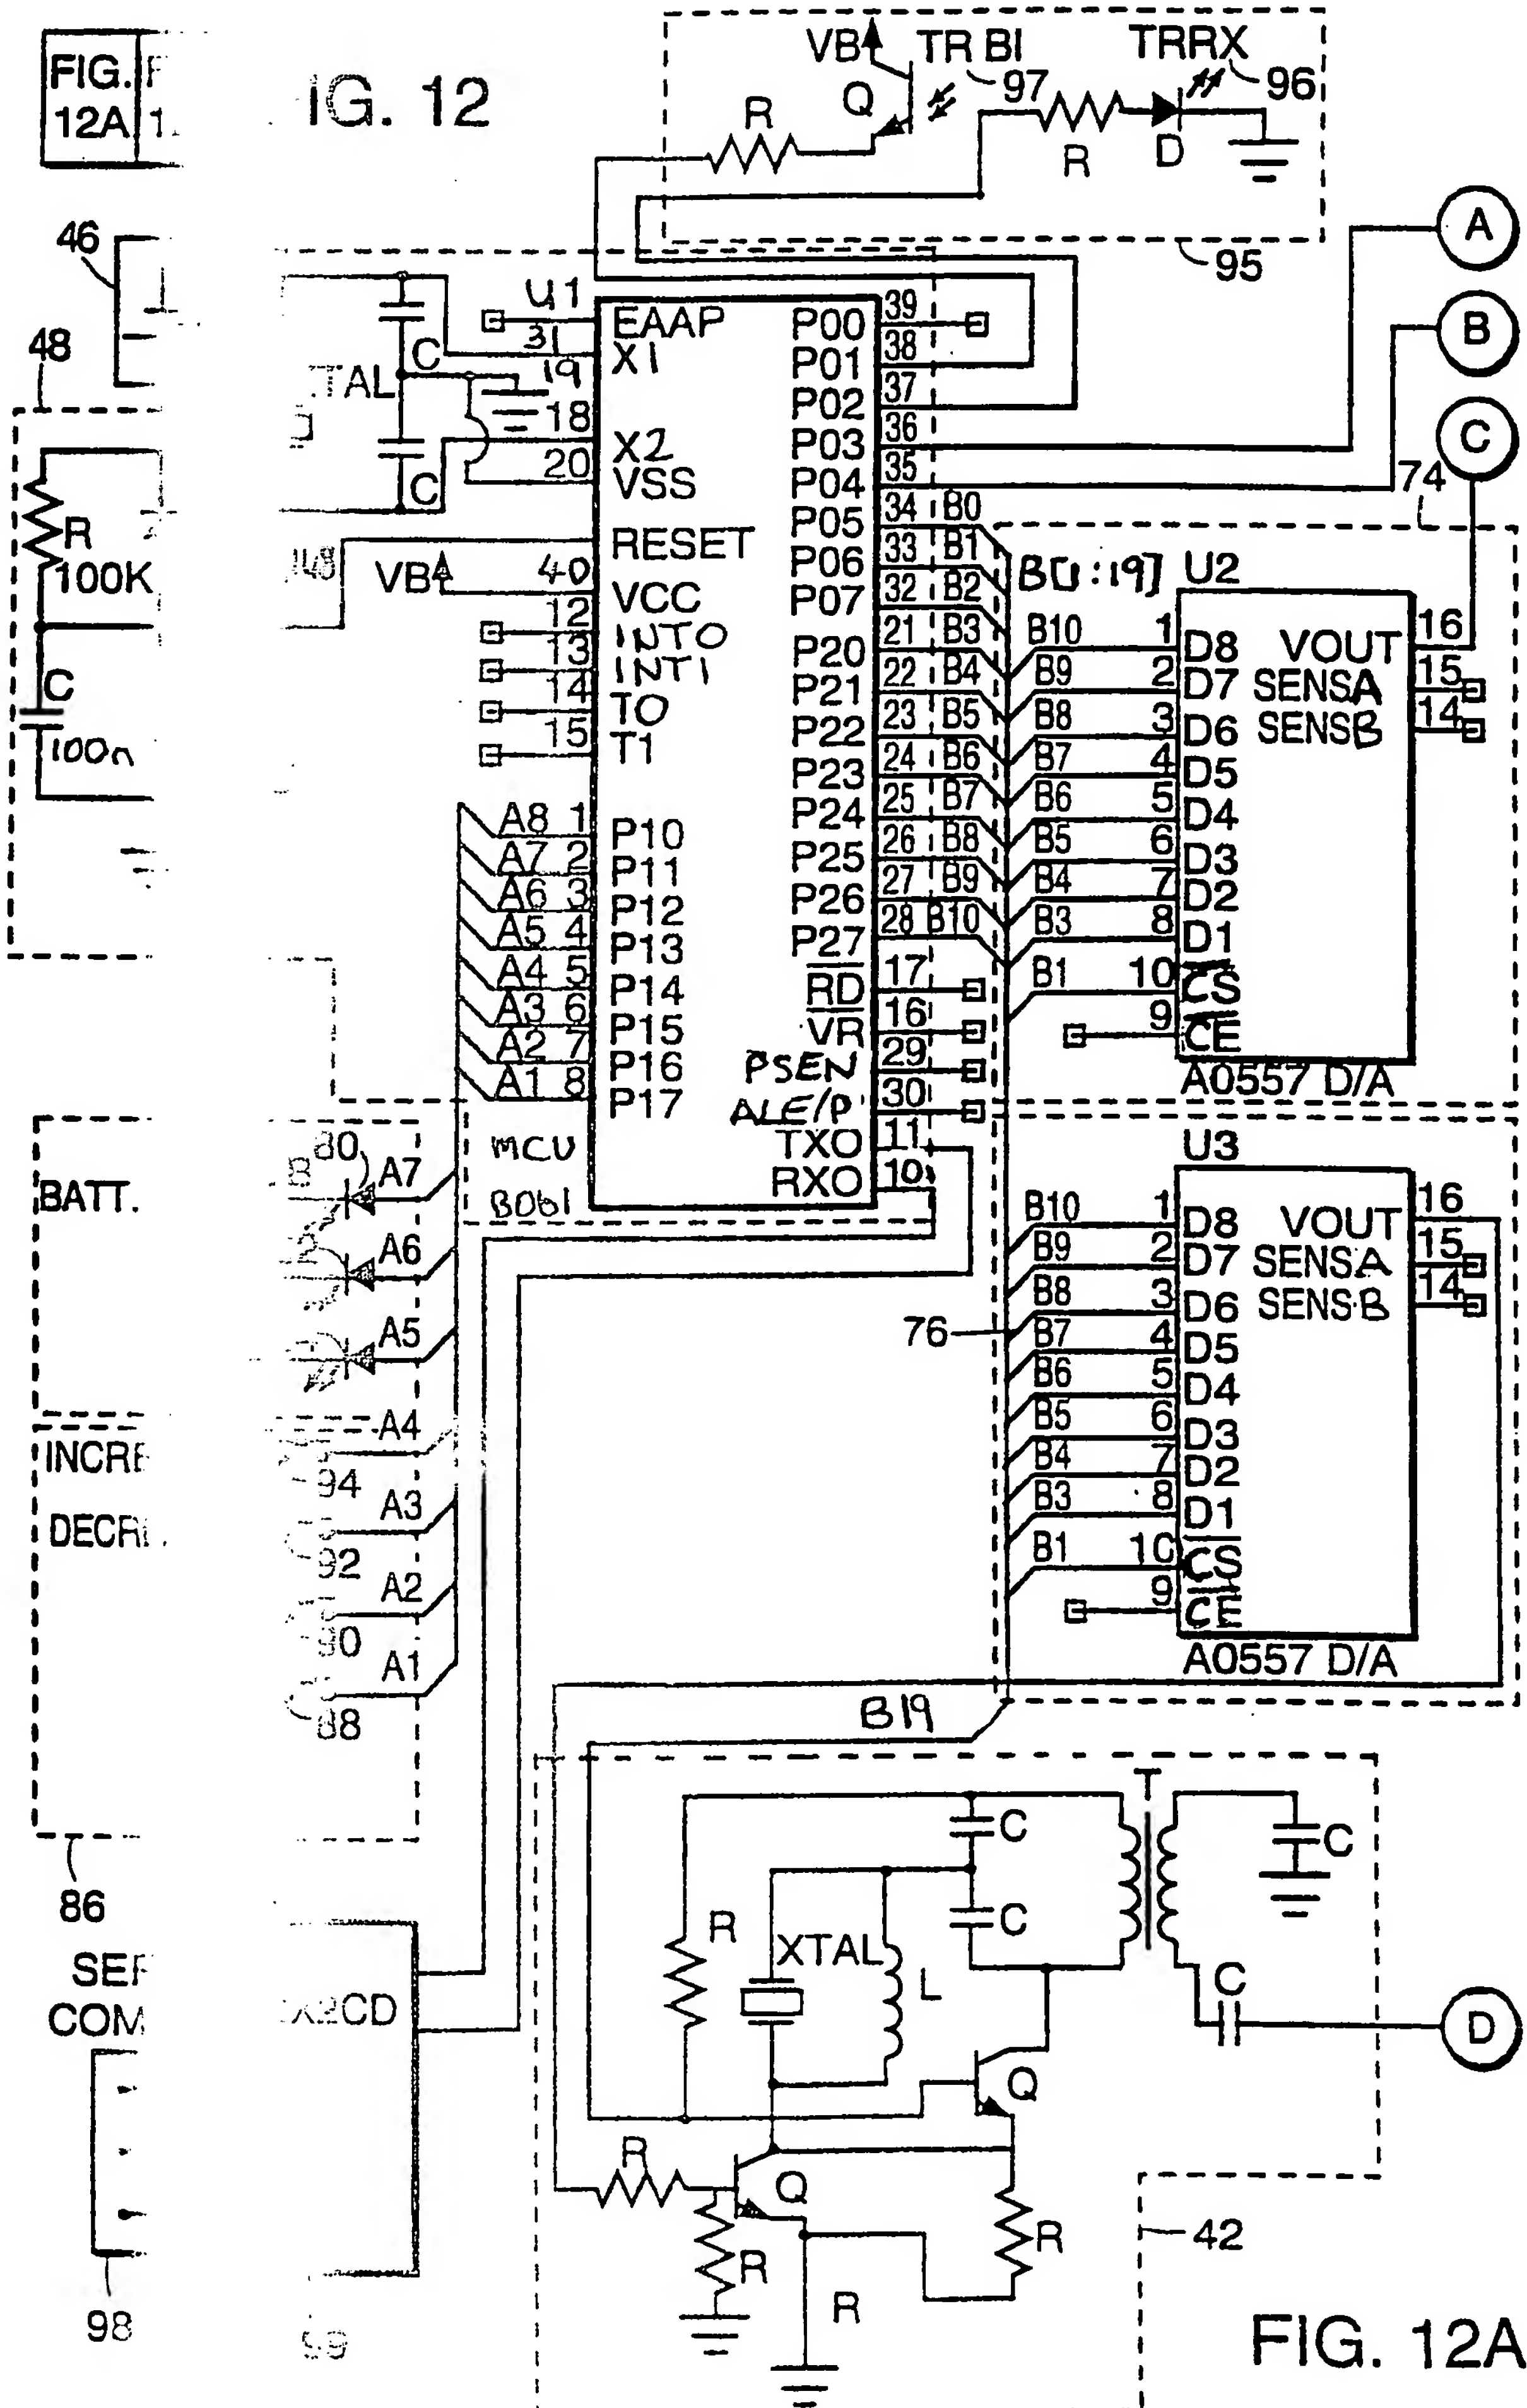 FIG. 12A
IG. 12
VB TR BI TRRX
97 96
Q R R D
95
A
B
C
46
48
C
TAL
C
R
100K
C
100n
VB
U1
31 EAAP
19 X1
18 X2
20 VSS
RESET
40 VCC
12 INT0
13 INT1
14 T0
15 T1
A8 1 P10
A7 2 P11
A6 3 P12
A5 4 P13
A4 5 P14
A3 6 P15
A2 7 P16
A1 8 P17
MCU
P00 39
P01 38
P02 37
P03 36
P04 35
P05 34 B0
P06 33 B1
P07 32 B2
P20 21 B3
P21 22 B4
P22 23 B5
P23 24 B6
P24 25 B7
P25 26 B8
P26 27 B9
P27 28 B10
RD 17
VR 16
PSEN 29
ALE/P 30
TXO 11
RXO 10
74
B[1:19] U2
B10 1 D8 VOUT 16
B9 2 D7 SENSA 15
B8 3 D6 SENSB 14
B7 4 D5
B6 5 D4
B5 6 D3
B4 7 D2
B3 8 D1
B1 10 CS
9 CE
A0557 D/A
U3
B10 1 D8 VOUT 16
B9 2 D7 SENSA 15
B8 3 D6 SENSB 14
76
B7 4 D5
B6 5 D4
B5 6 D3
B4 7 D2
B3 8 D1
B1 10 CS
9 CE
A0557 D/A
BATT.
80 A7
A6
A5
A4
94
A3
92
A2
A1
88
86
COM
98
B19
T
C
C
C
R
XTAL
L
C
D
Q
R
Q
R
R
R
42
FIG. 12A